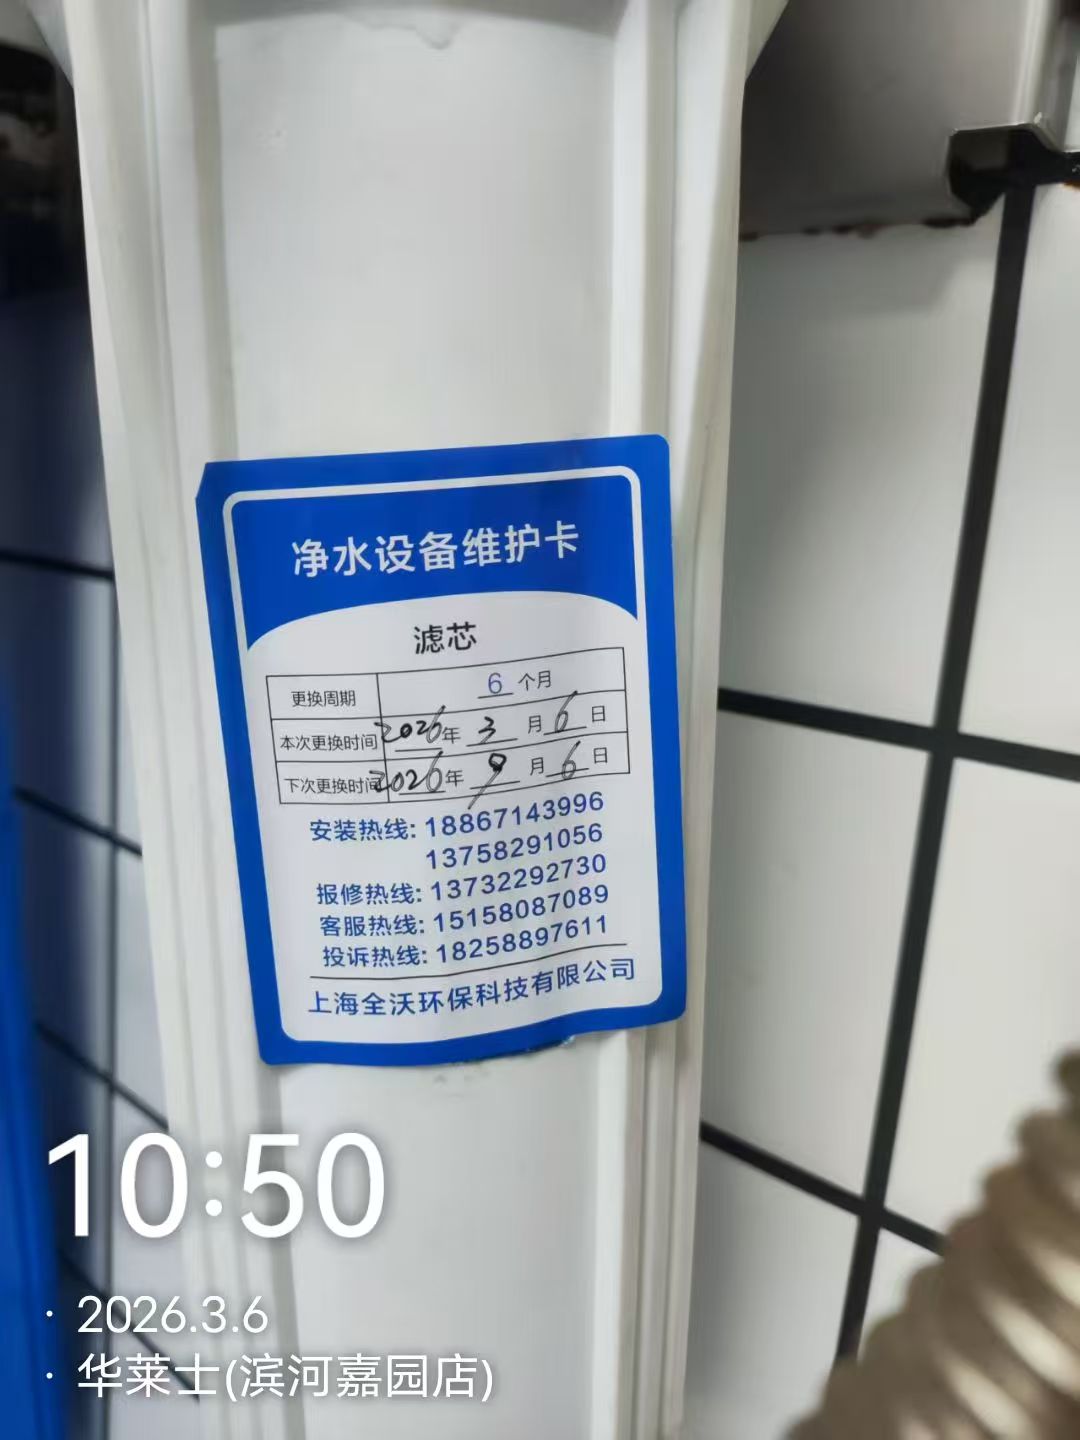 净水设备维护卡
滤芯
更换周期 6 个月
本次更换时间 2026年 3 月 6 日
下次更换时间 2026年 9 月 6 日
安装热线: 18867143996
13758291056
报修热线: 13732292730
客服热线: 15158087089
投诉热线: 18258897611
上海全沃环保科技有限公司
10:50
· 2026.3.6
· 华莱士(滨河嘉园店)